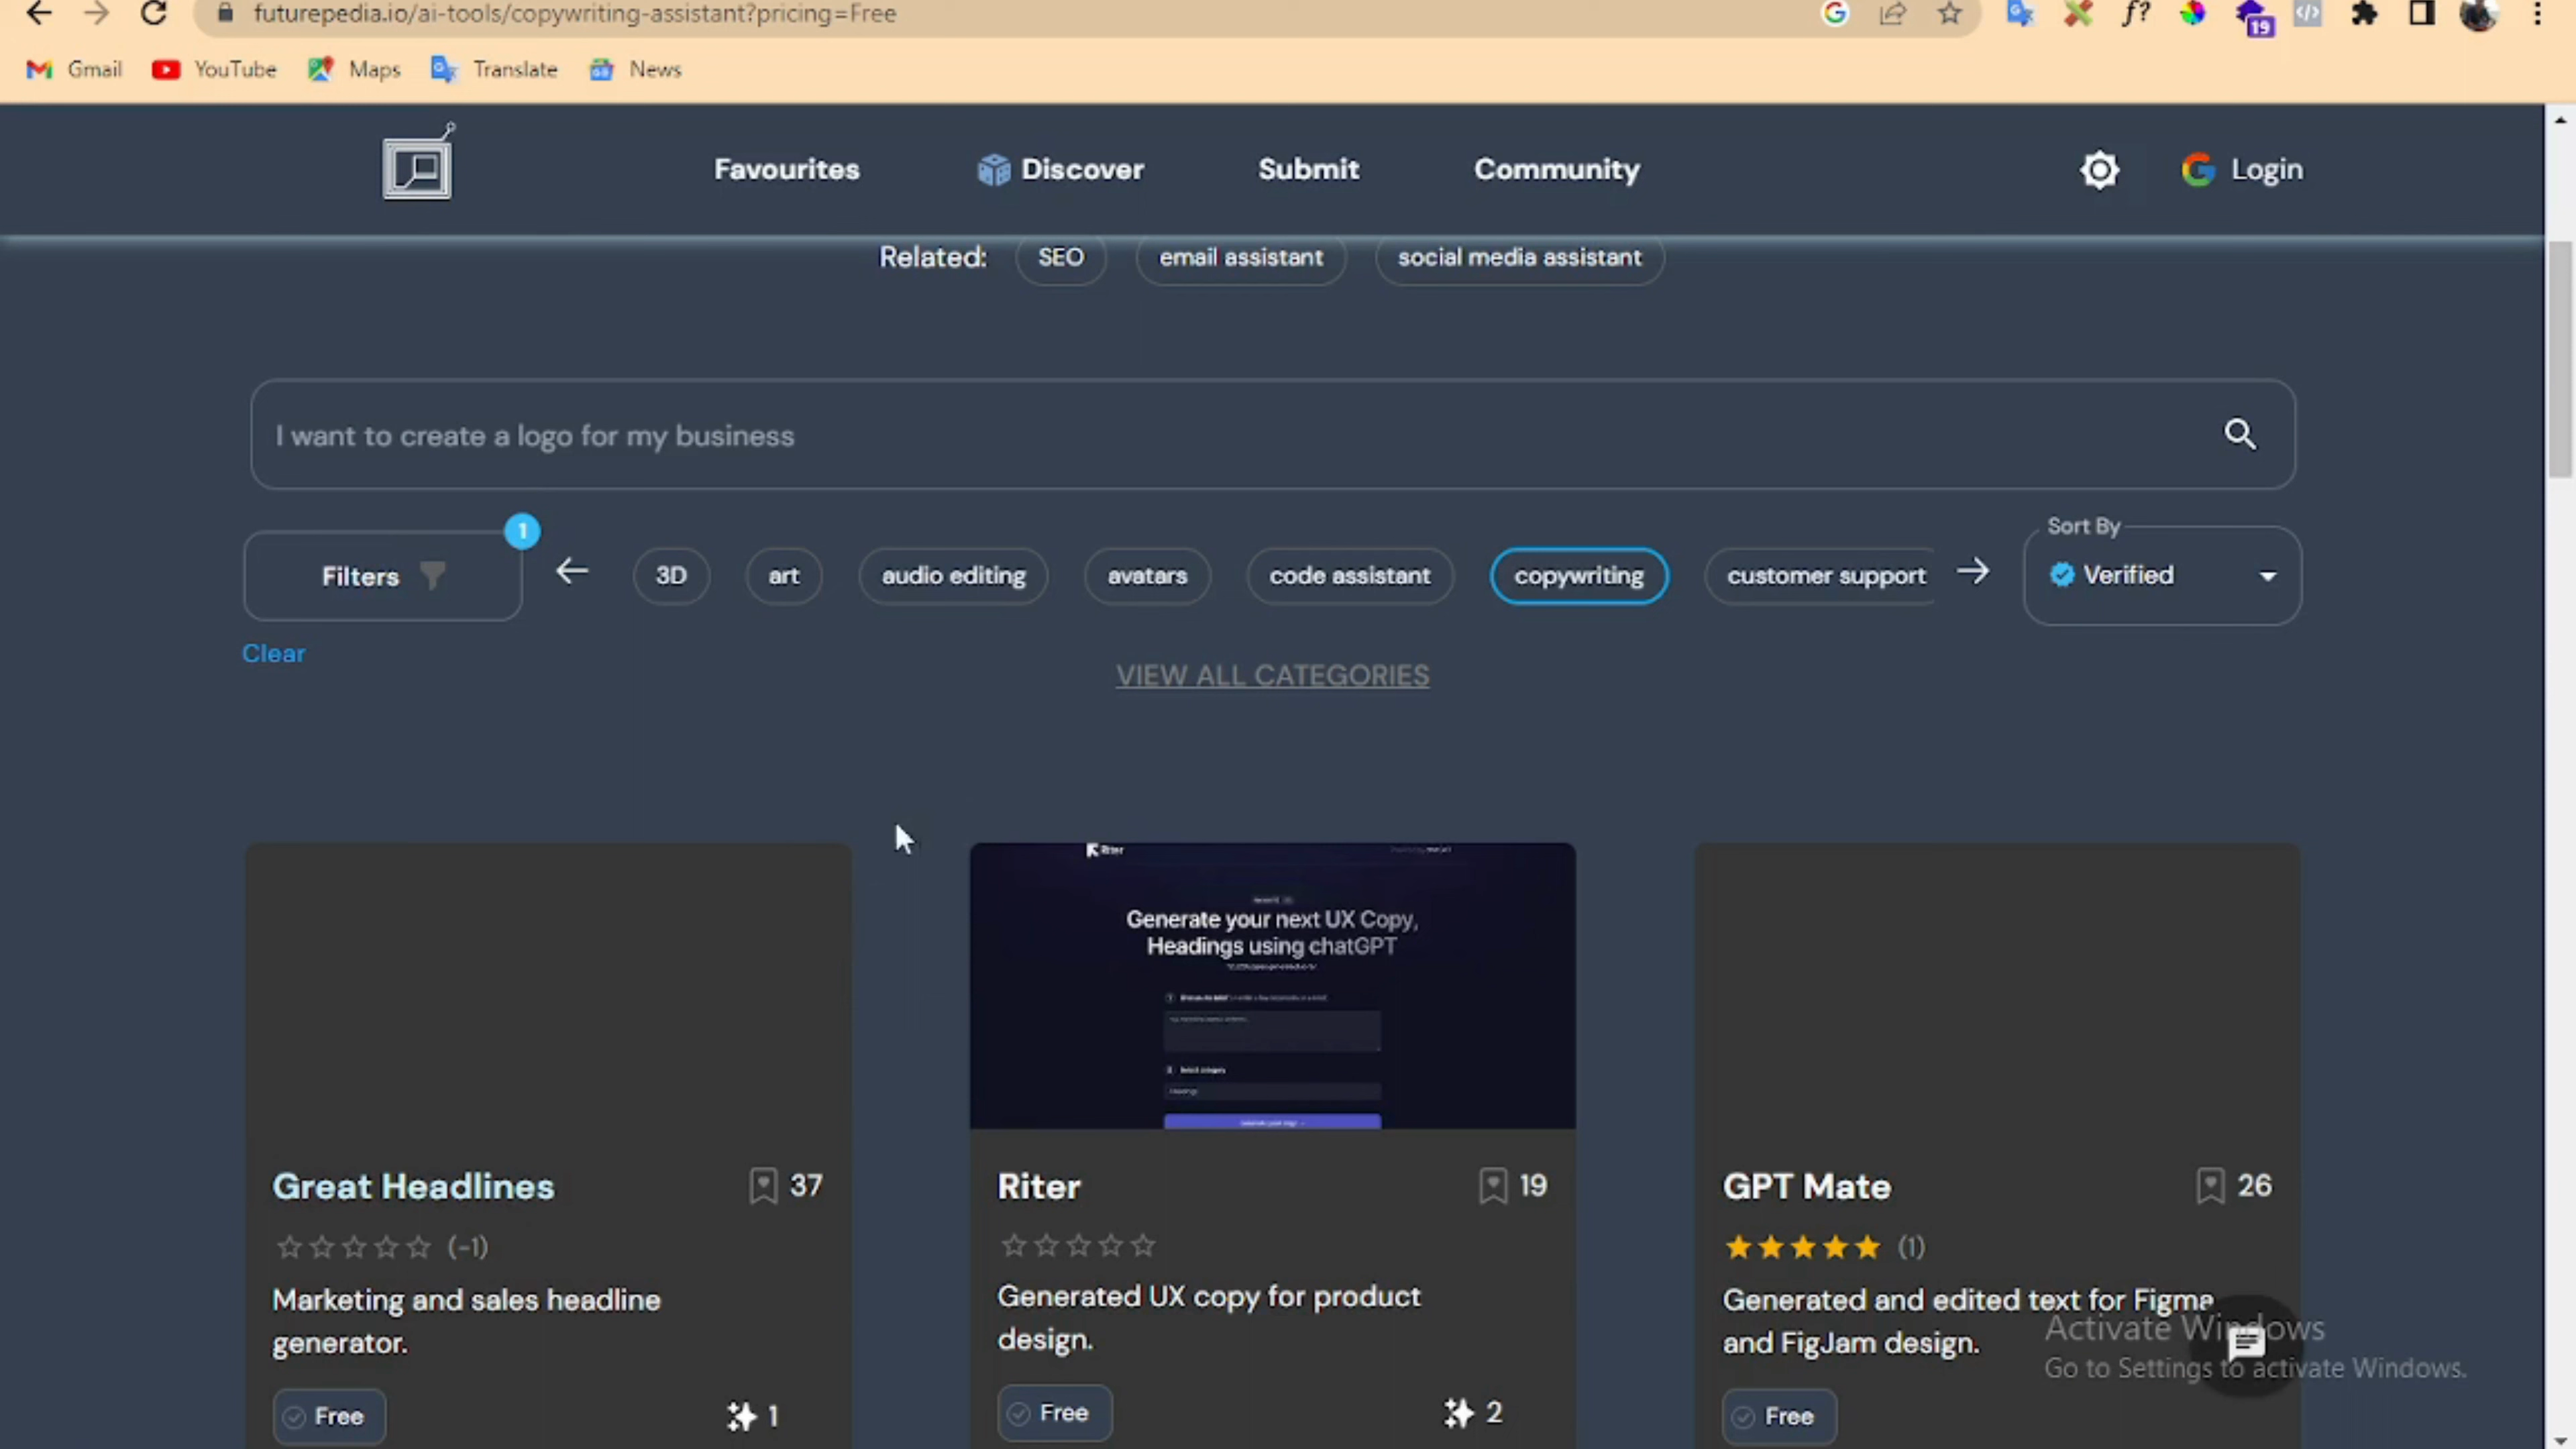 futurepedia.io/ai-tools/copywriting-assistant?pricing=Free
19
Gmail
YouTube
Maps
Translate
News
Favourites
Discover
Submit
Community
Login
Related:
SEO
email assistant
social media assistant
I want to create a logo for my business
Filters
1
3D
art
audio editing
avatars
code assistant
copywriting
customer support
Sort By
Verified
Clear
VIEW ALL CATEGORIES
Riter
Generate your next UX Copy,
Headings using chatGPT
Great Headlines
37
(-1)
Marketing and sales headline
generator.
Free
1
Riter
19
Generated UX copy for product
design.
Free
2
GPT Mate
26
(1)
Generated and edited text for Figma
and FigJam design.
Free
Activate Windows
Go to Settings to activate Windows.